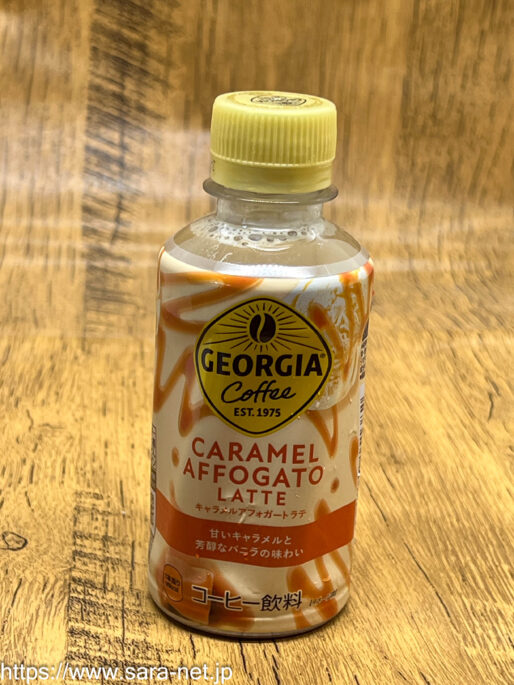 GEORGIA
Coffee
EST. 1975
CARAMEL
AFFOGATO
LATTE
キャラメルアフォガートラテ
甘いキャラメルと
芳醇なバニラの味わい
コーヒー飲料
https://www.sara-net.jp